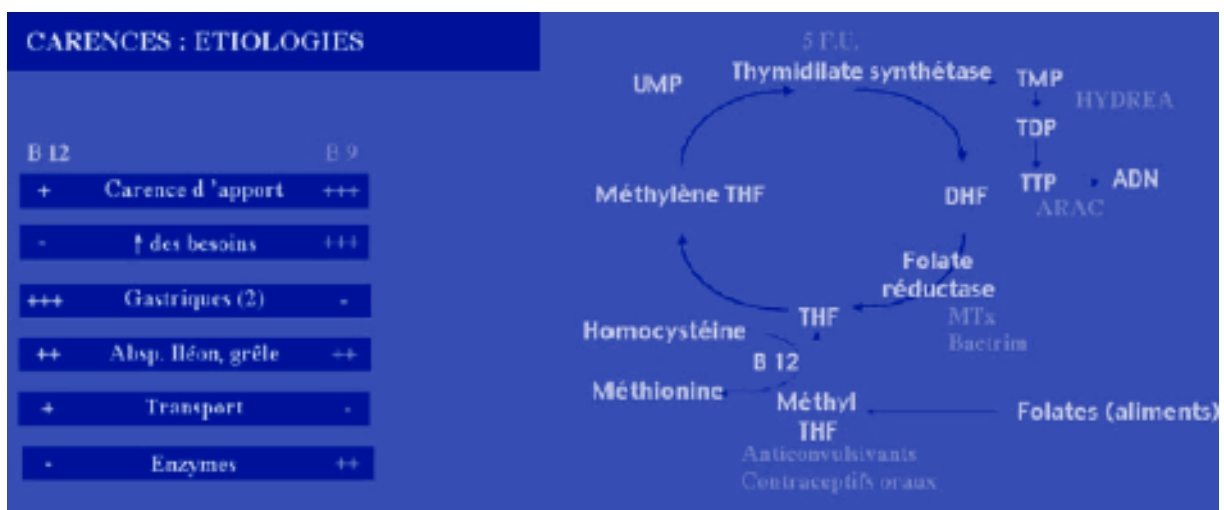 CARENCES : ETIOLOGIES
B 12 B 9
+ Carence d 'apport +++
- ↑ des besoins +++
+++ Gastriques (2) -
++ Absp. Iléon, grêle ++
+ Transport -
- Enzymes ++
5 F.U.
UMP Thymidilate synthétase TMP
HYDREA
TDP
Méthylène THF DHF TTP ADN
ARAC
Folate
réductase
THF MTx
Homocystéine Bactrim
B 12
Méthionine
Méthyl Folates (aliments)
THF
Anticonvulsivants
Contraceptifs oraux